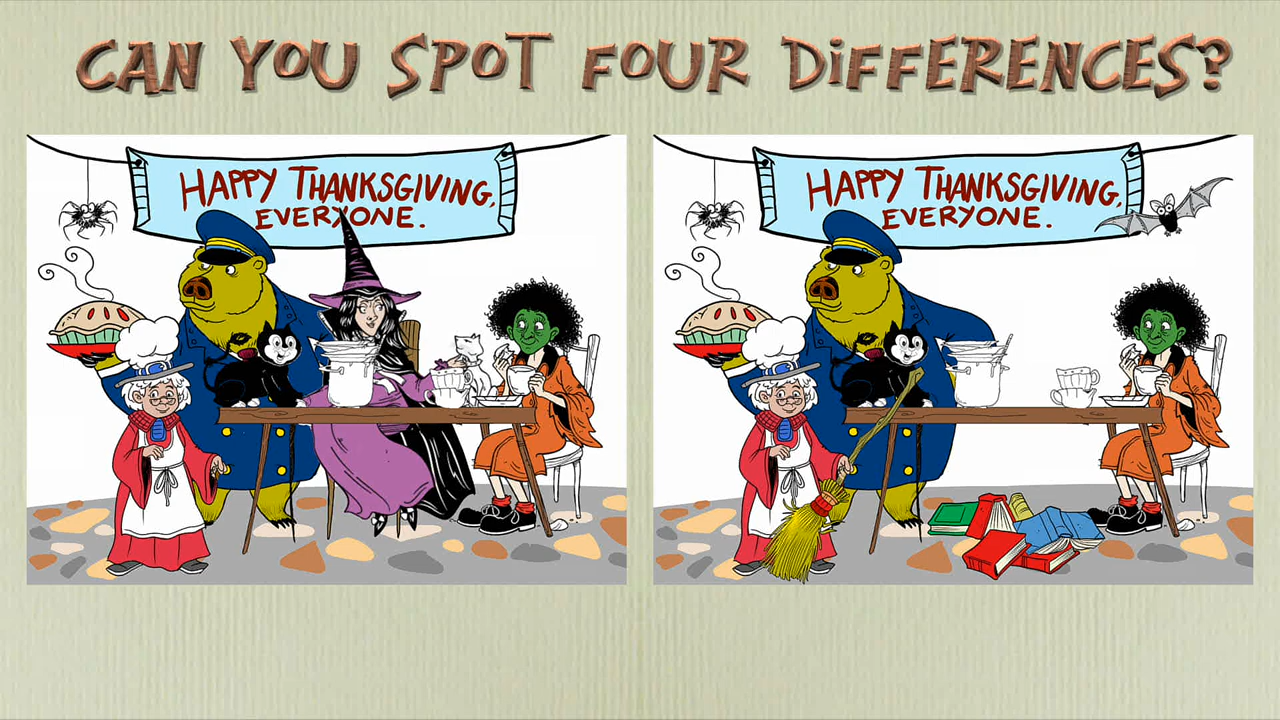 CAN YOU SPOT FOUR DiFFERENCES?
HAPPY THANKSGIVING,
EVERYONE.
HAPPY THANKSGIVING,
EVERYONE.